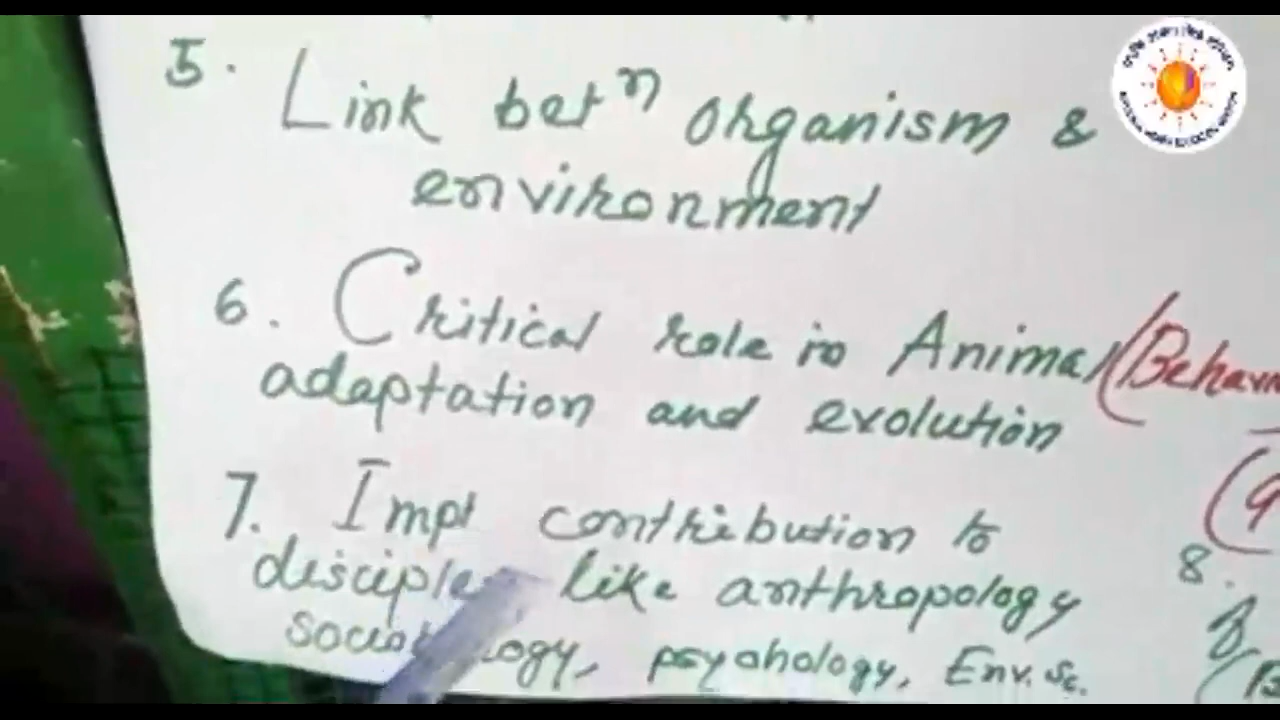 5. Link betⁿ organism &
environment
6. Critical role in Animal (Behavi
adaptation and evolution
7. Impt contribution to
disciple like anthropology
psychology, Env. Sc.
8.